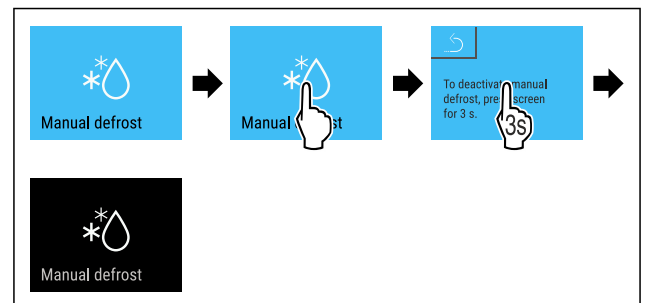 Manual defrost
Manual
st
To deactivat manual
defrost, pre screen
for 3 s.
3s
Manual defrost